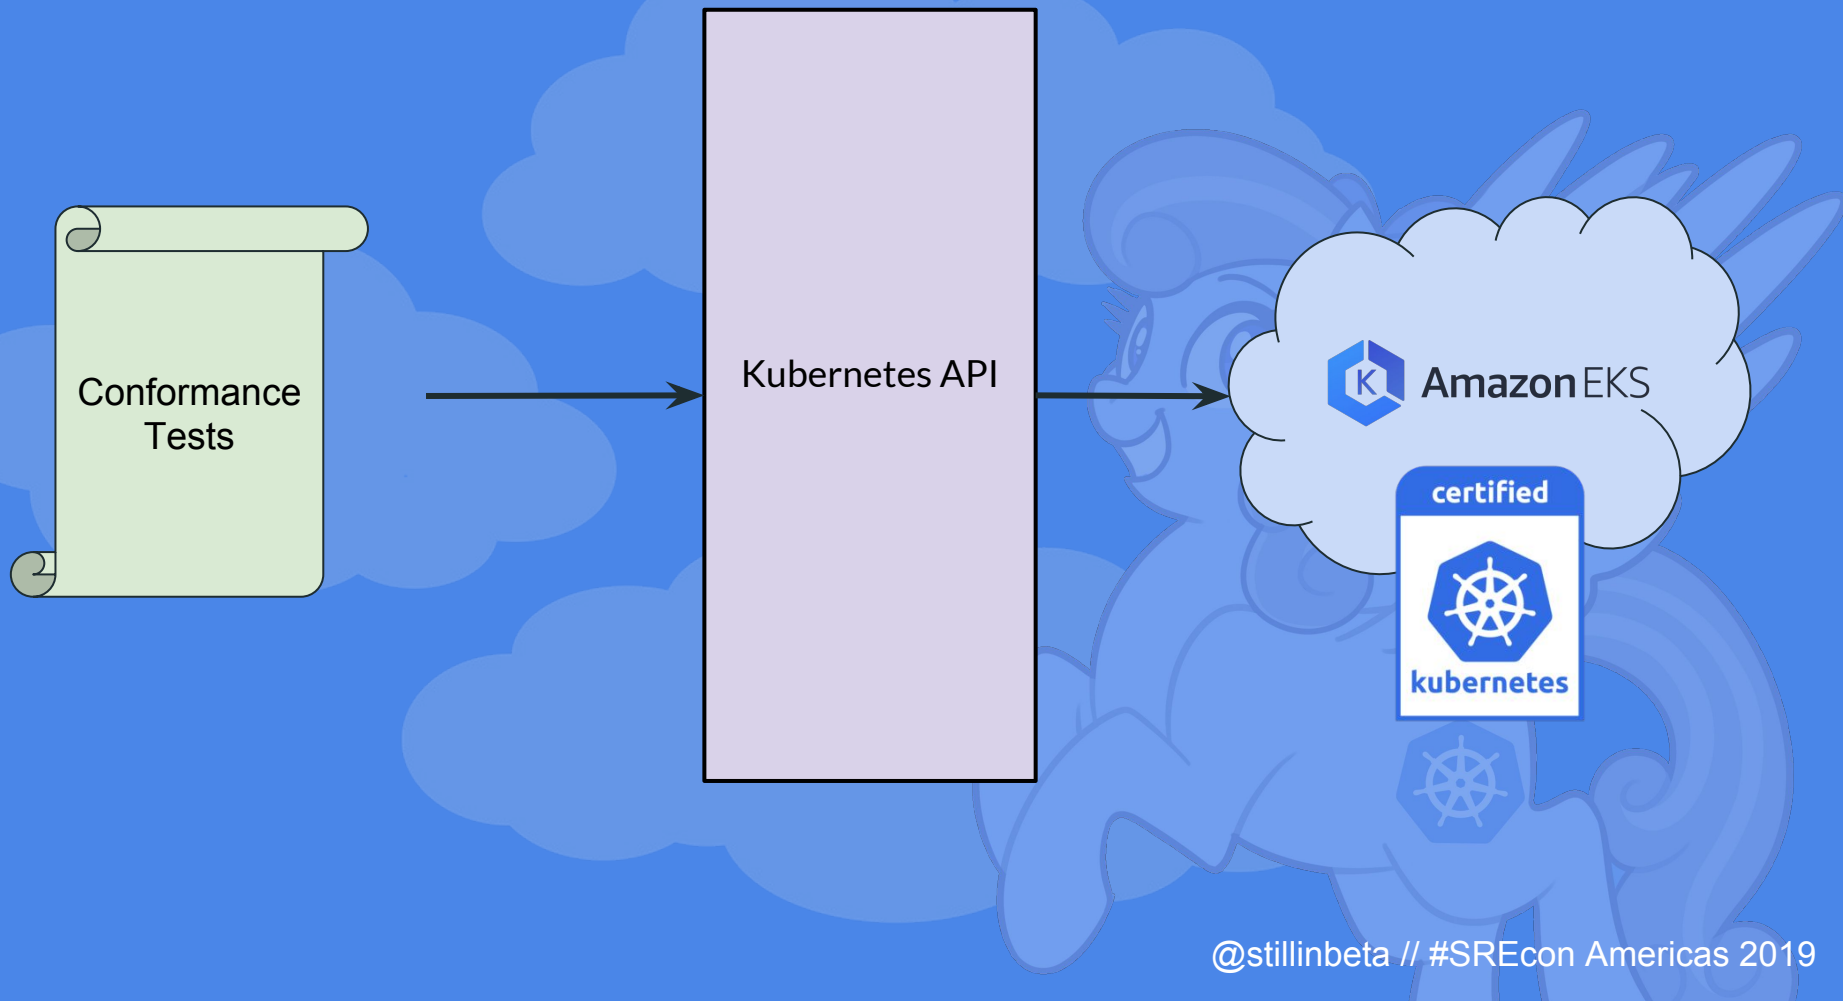 Conformance
Tests
Kubernetes API
K
Amazon EKS
certified
kubernetes
@stillinbeta // #SREcon Americas 2019